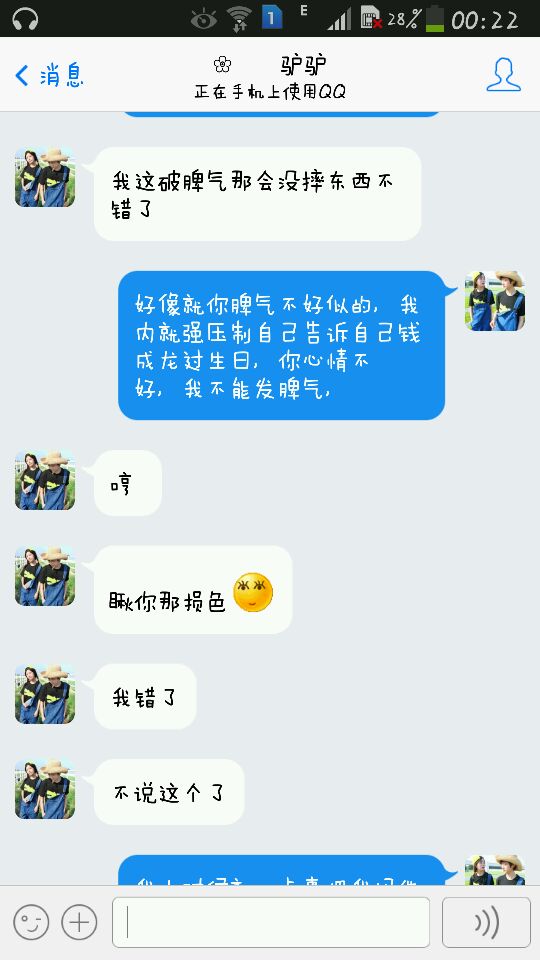 E
1
28%
00:22
消息
驴驴
正在手机上使用QQ
我这破脾气那会没摔东西不
错了
好像就你脾气不好似的，我
内就强压制自己告诉自己钱
成龙过生日，你心情不
好，我不能发脾气，
哼
瞅你那损色
我错了
不说这个了